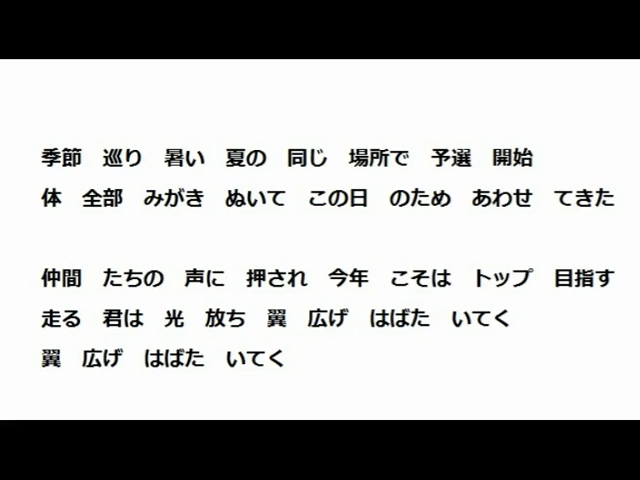 季節　巡り　暑い　夏の　同じ　場所で　予選　開始
体　全部　みがき　ぬいて　この日　のため　あわせ　てきた
仲間　たちの　声に　押され　今年　こそは　トップ　目指す
走る　君は　光　放ち　翼　広げ　はばた　いてく
翼　広げ　はばた　いてく